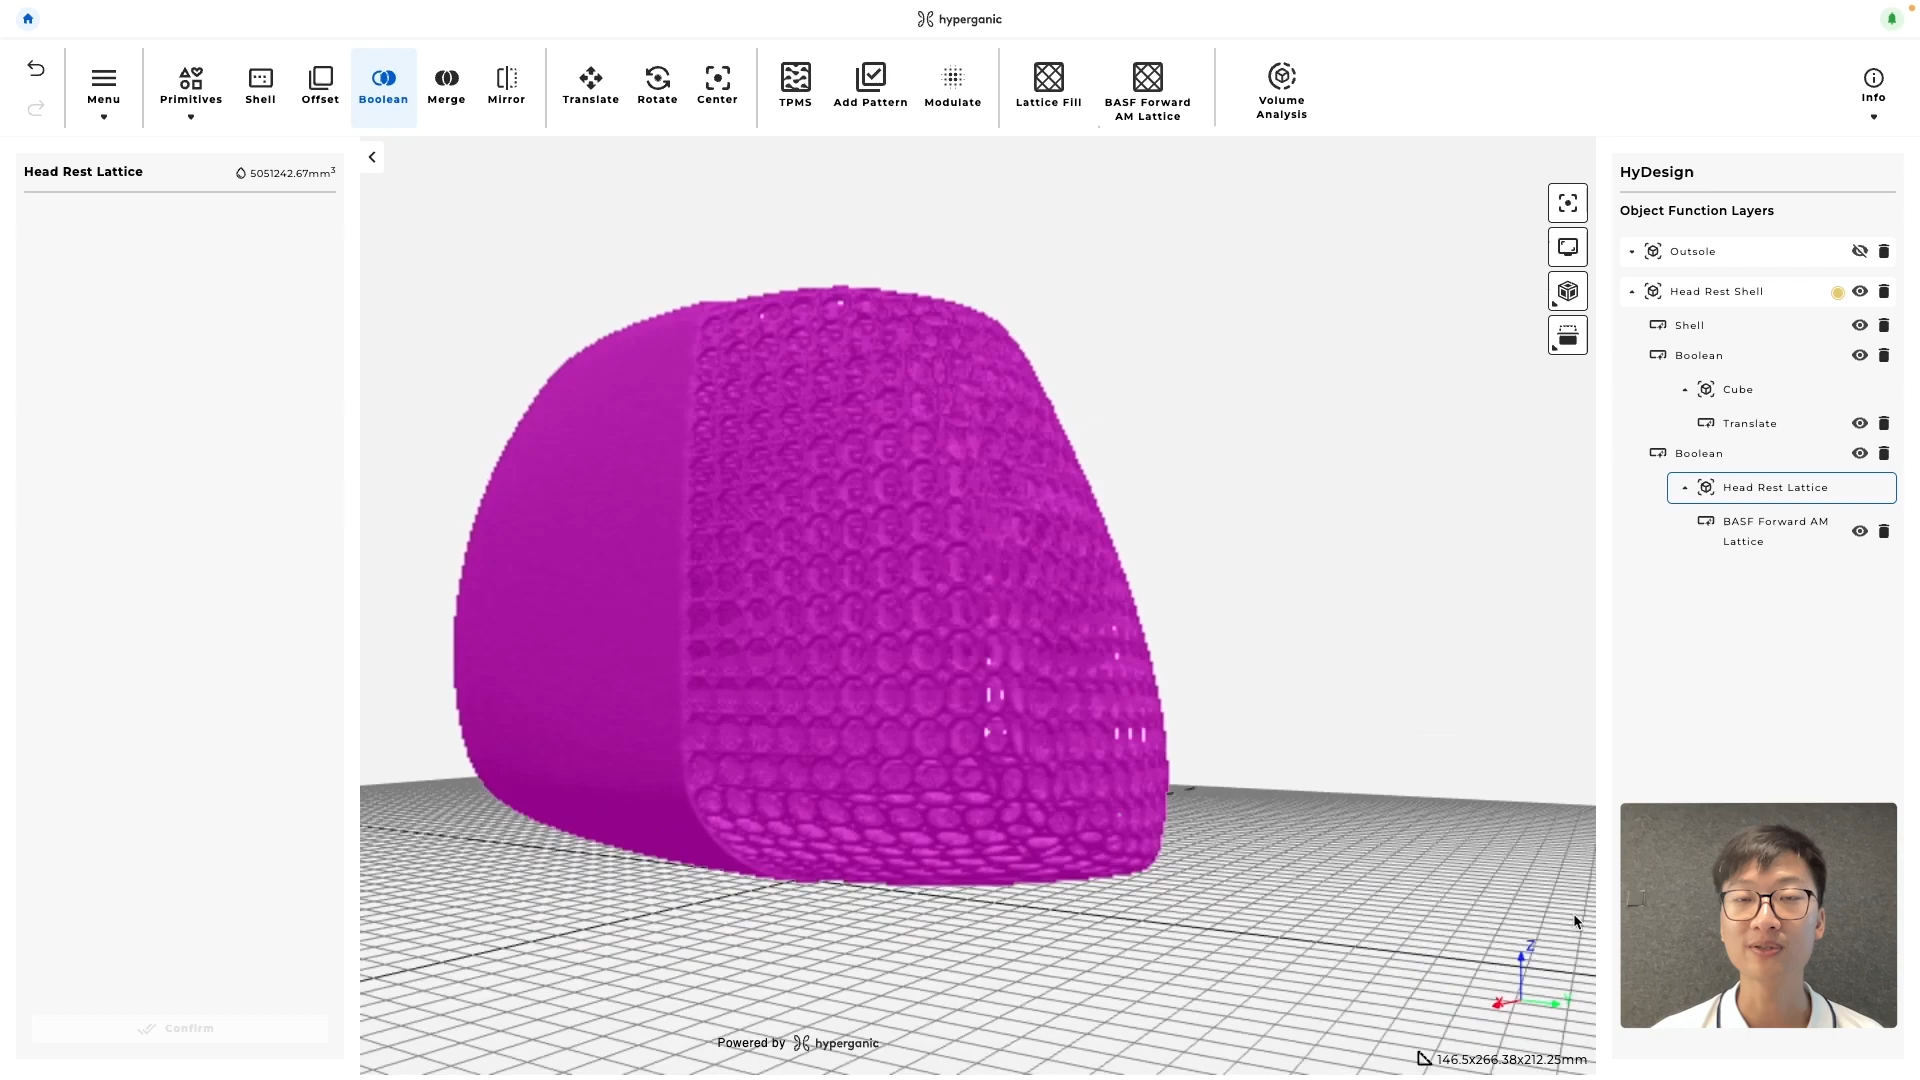 hyperganic
Menu
Primitives
Shell
Offset
Boolean
Merge
Mirror
Translate
Rotate
Center
TPMS
Add Pattern
Modulate
Lattice Fill
BASF Forward
AM Lattice
Volume
Analysis
Info
Head Rest Lattice
5051242.67mm³
HyDesign
Object Function Layers
Outsole
Head Rest Shell
Shell
Boolean
Cube
Translate
Boolean
Head Rest Lattice
BASF Forward AM
Lattice
Z
X
Y
Confirm
Powered by hyperganic
146.5x266.38x212.25mm